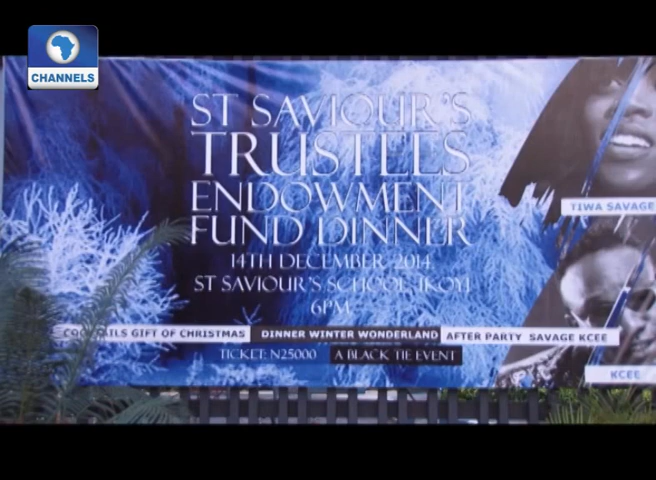 CHANNELS
ST SAVIOUR'S
TRUSTEES
ENDOWMENT
FUND DINNER
14TH DECEMBER, 2014,
ST SAVIOUR'S SCHOOL, IKOYI
6PM
COCKTAILS GIFT OF CHRISTMAS DINNER WINTER WONDERLAND AFTER PARTY SAVAGE KCEE
TICKET: N25000 A BLACK TIE EVENT
TIWA SAVAGE
KCEE